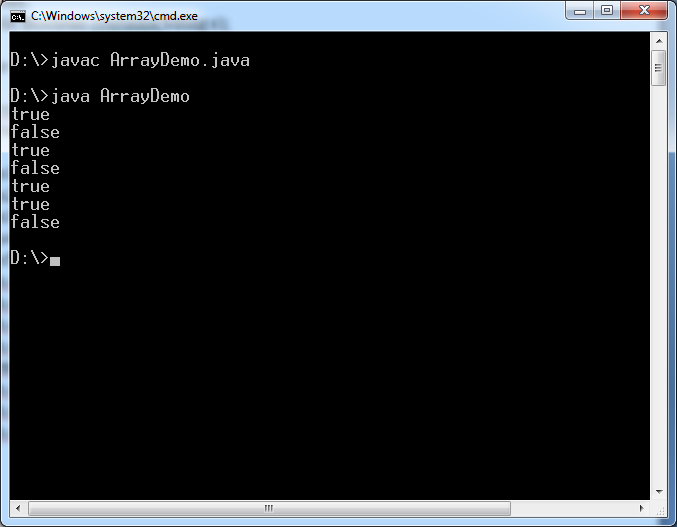 C:\Windows\system32\cmd.exe
D:\>javac ArrayDemo.java
D:\>java ArrayDemo
true
false
true
false
true
true
false
D:\>